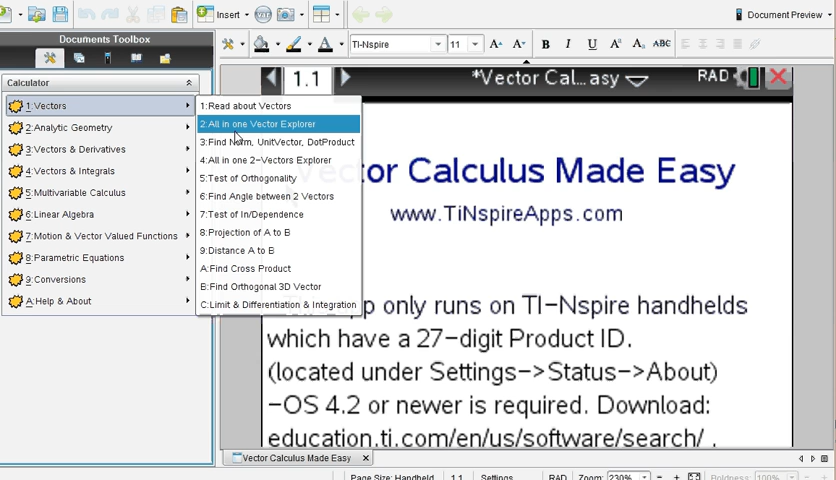 Insert
Document Preview
Documents Toolbox
TI-Nspire
11
A
A
B
I
U
ABC
Calculator
1:Vectors
2:Analytic Geometry
3:Vectors & Derivatives
4:Vectors & Integrals
5:Multivariable Calculus
6:Linear Algebra
7:Motion & Vector Valued Functions
8:Parametric Equations
9:Conversions
A:Help & About
1:Read about Vectors
2:All in one Vector Explorer
3:Find Norm, UnitVector, DotProduct
4:All in one 2-Vectors Explorer
5:Test of Orthogonality
6:Find Angle between 2 Vectors
7:Test of In/Dependence
8:Projection of A to B
9:Distance A to B
A:Find Cross Product
B:Find Orthogonal 3D Vector
C:Limit & Differentiation & Integration
1.1
*Vector Cal...asy
RAD
ctor Calculus Made Easy
www.TiNspireApps.com
pp only runs on TI-Nspire handhelds
which have a 27-digit Product ID.
(located under Settings->Status->About)
-OS 4.2 or newer is required. Download:
education.ti.com/en/us/software/search/ .
Vector Calculus Made Easy
Page Size: Handheld
1.1
Settings
RAD
Zoom: 230%
Boldness: 100%